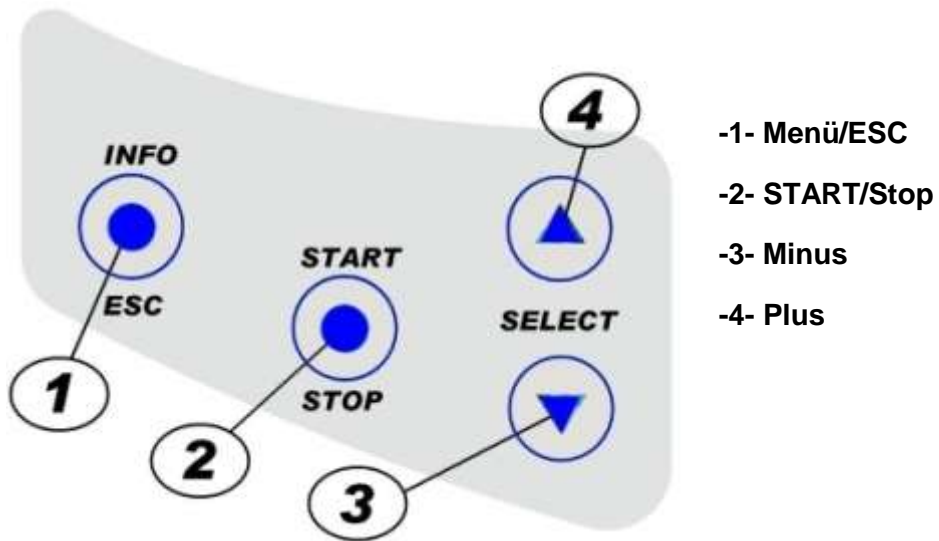 4
INFO
ESC
START
STOP
SELECT
1
2
3
-1- Menü/ESC
-2- START/Stop
-3- Minus
-4- Plus